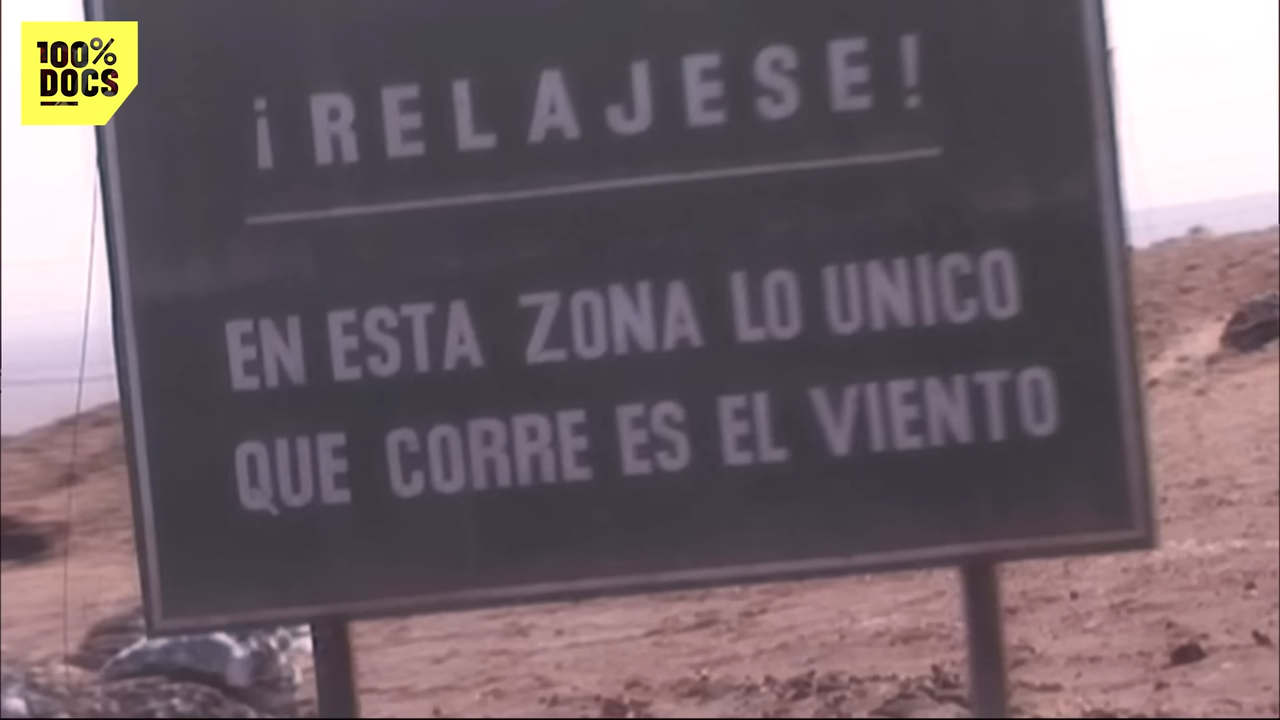 100%
DOCS
¡RELAJESE!
EN ESTA ZONA LO UNICO
QUE CORRE ES EL VIENTO